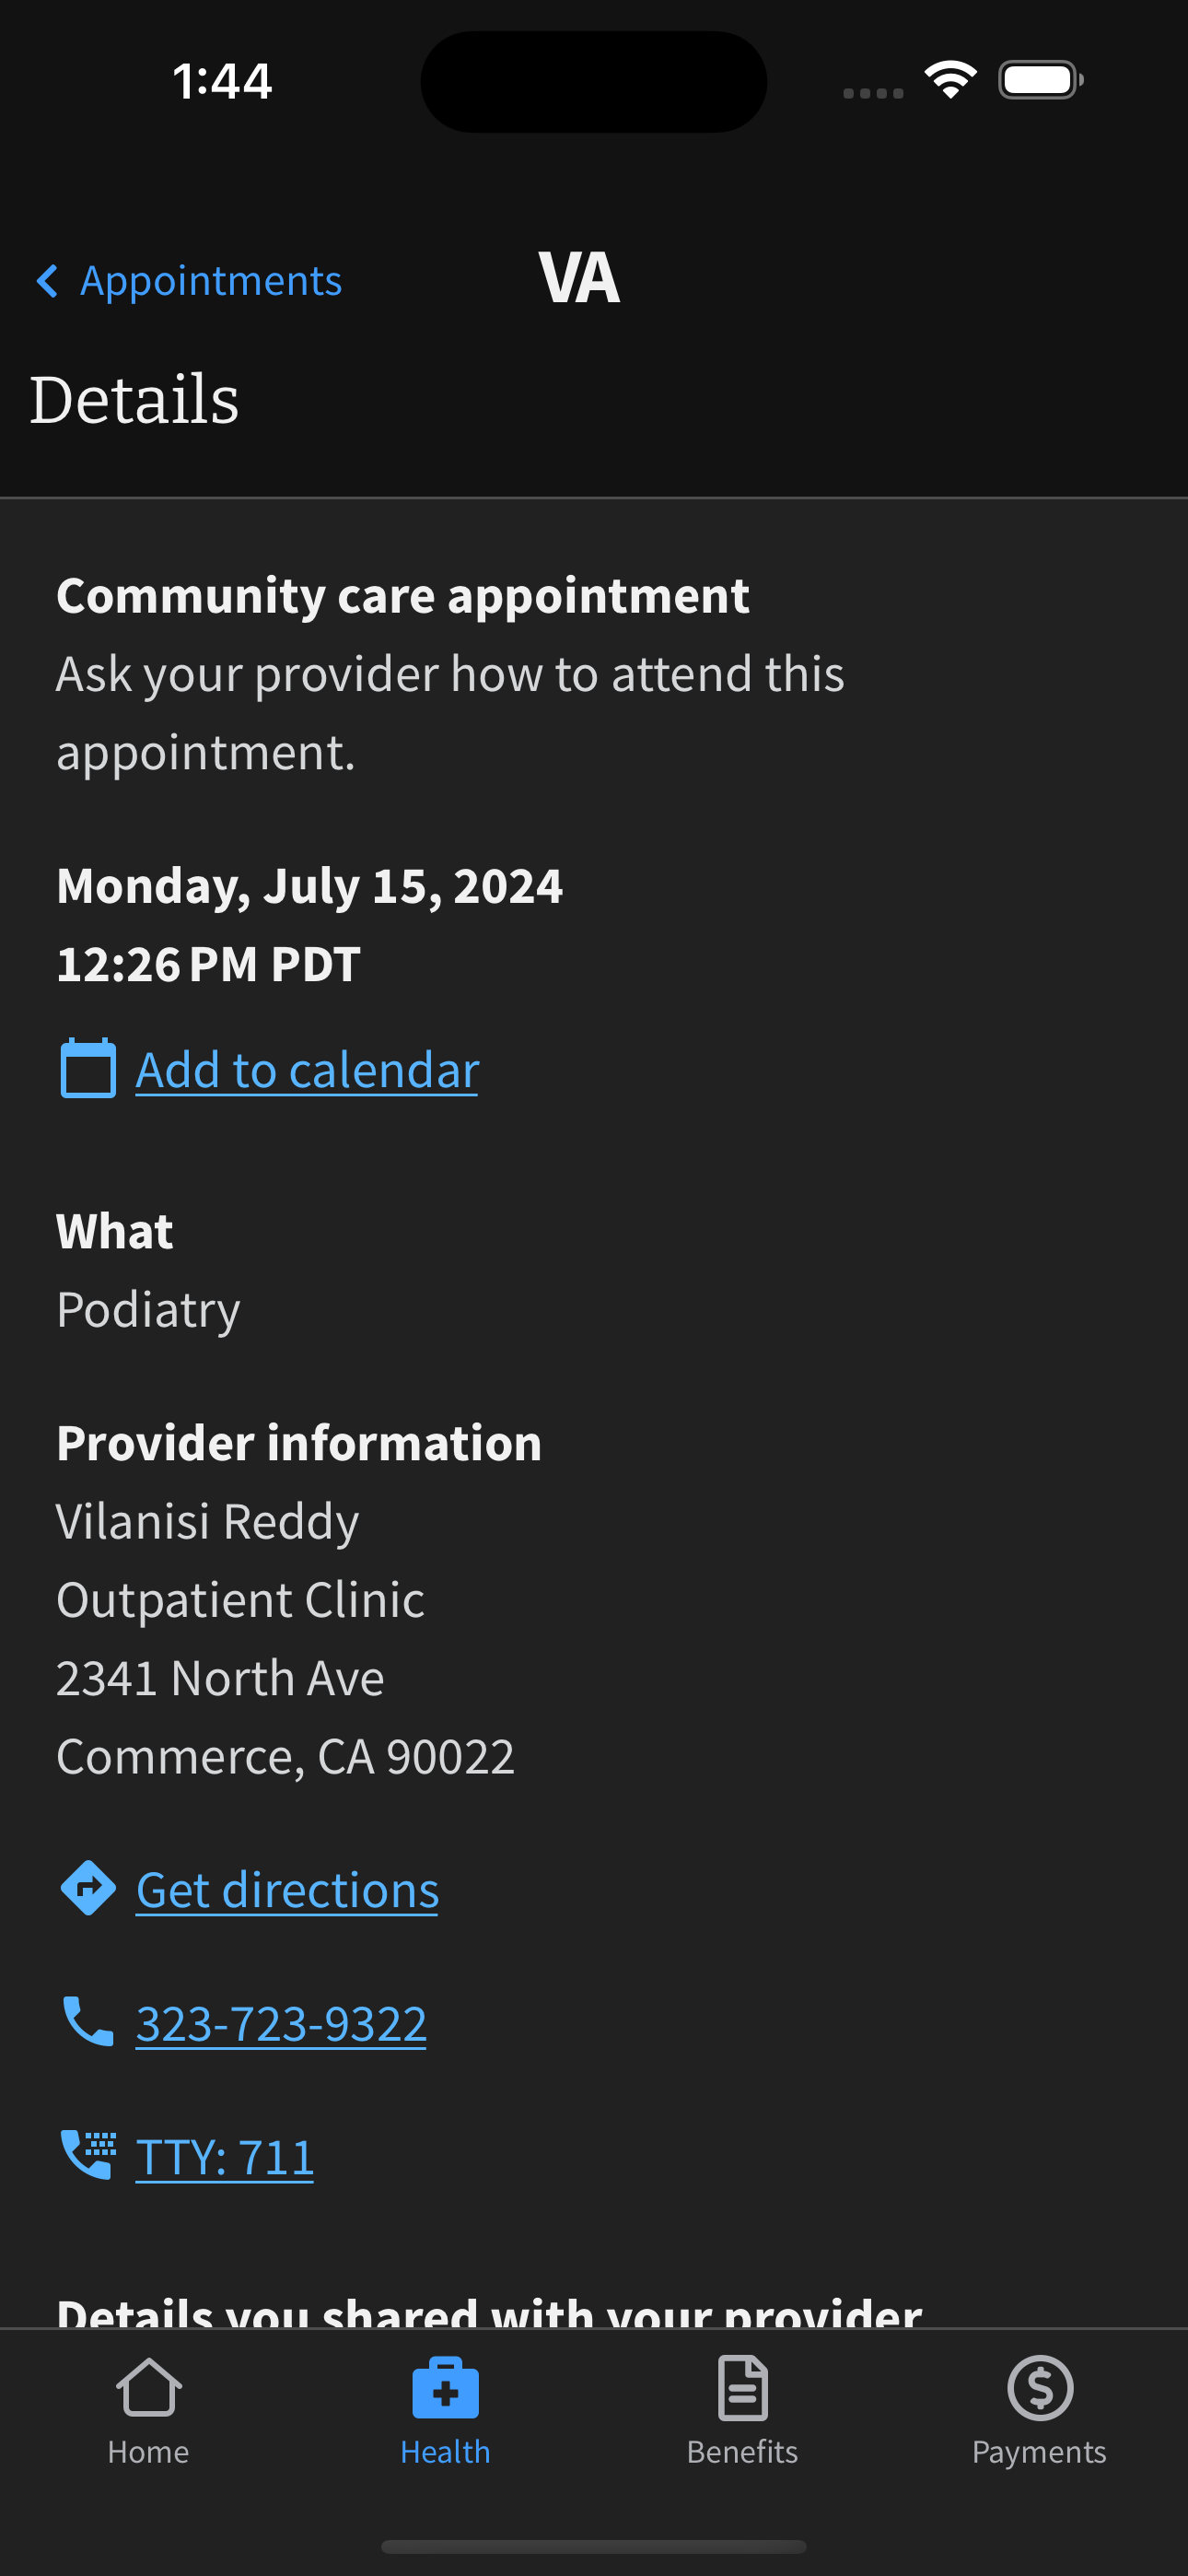 1:44
Appointments
VA
Details
Community care appointment
Ask your provider how to attend this
appointment.
Monday, July 15, 2024
12:26 PM PDT
Add to calendar
What
Podiatry
Provider information
Vilanisi Reddy
Outpatient Clinic
2341 North Ave
Commerce, CA 90022
Get directions
323-723-9322
TTY: 711
Details you shared with your provider
Home
Health
Benefits
Payments